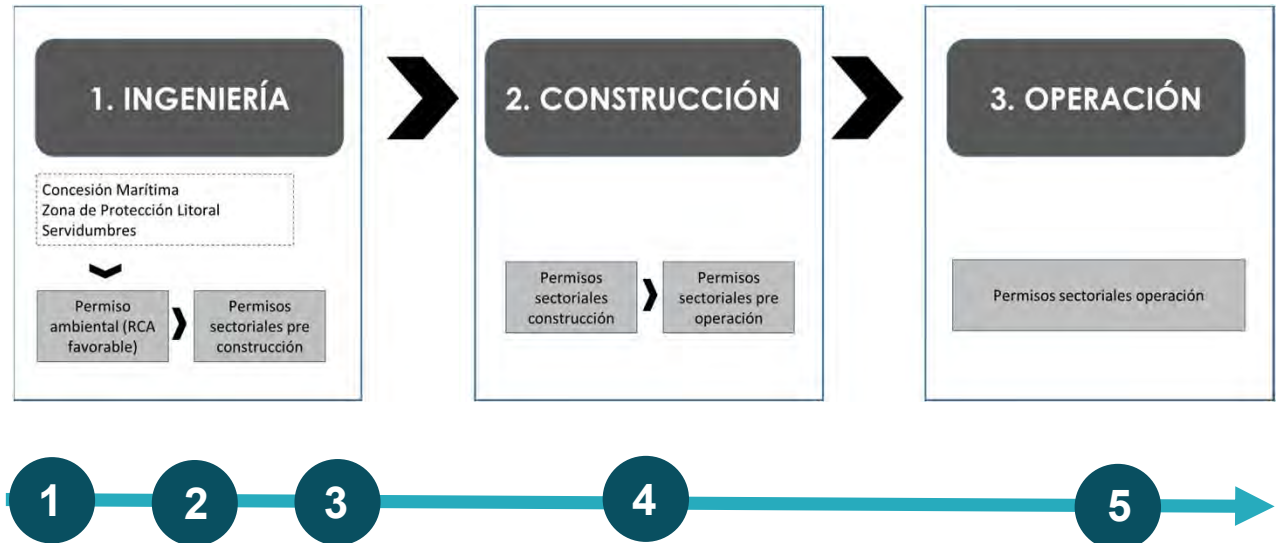 1. INGENIERÍA
Concesión Marítima
Zona de Protección Litoral
Servidumbres
Permiso
ambiental (RCA
favorable)
Permisos
sectoriales pre
construcción
2. CONSTRUCCIÓN
Permisos
sectoriales
construcción
Permisos
sectoriales pre
operación
3. OPERACIÓN
Permisos sectoriales operación
1
2
3
4
5